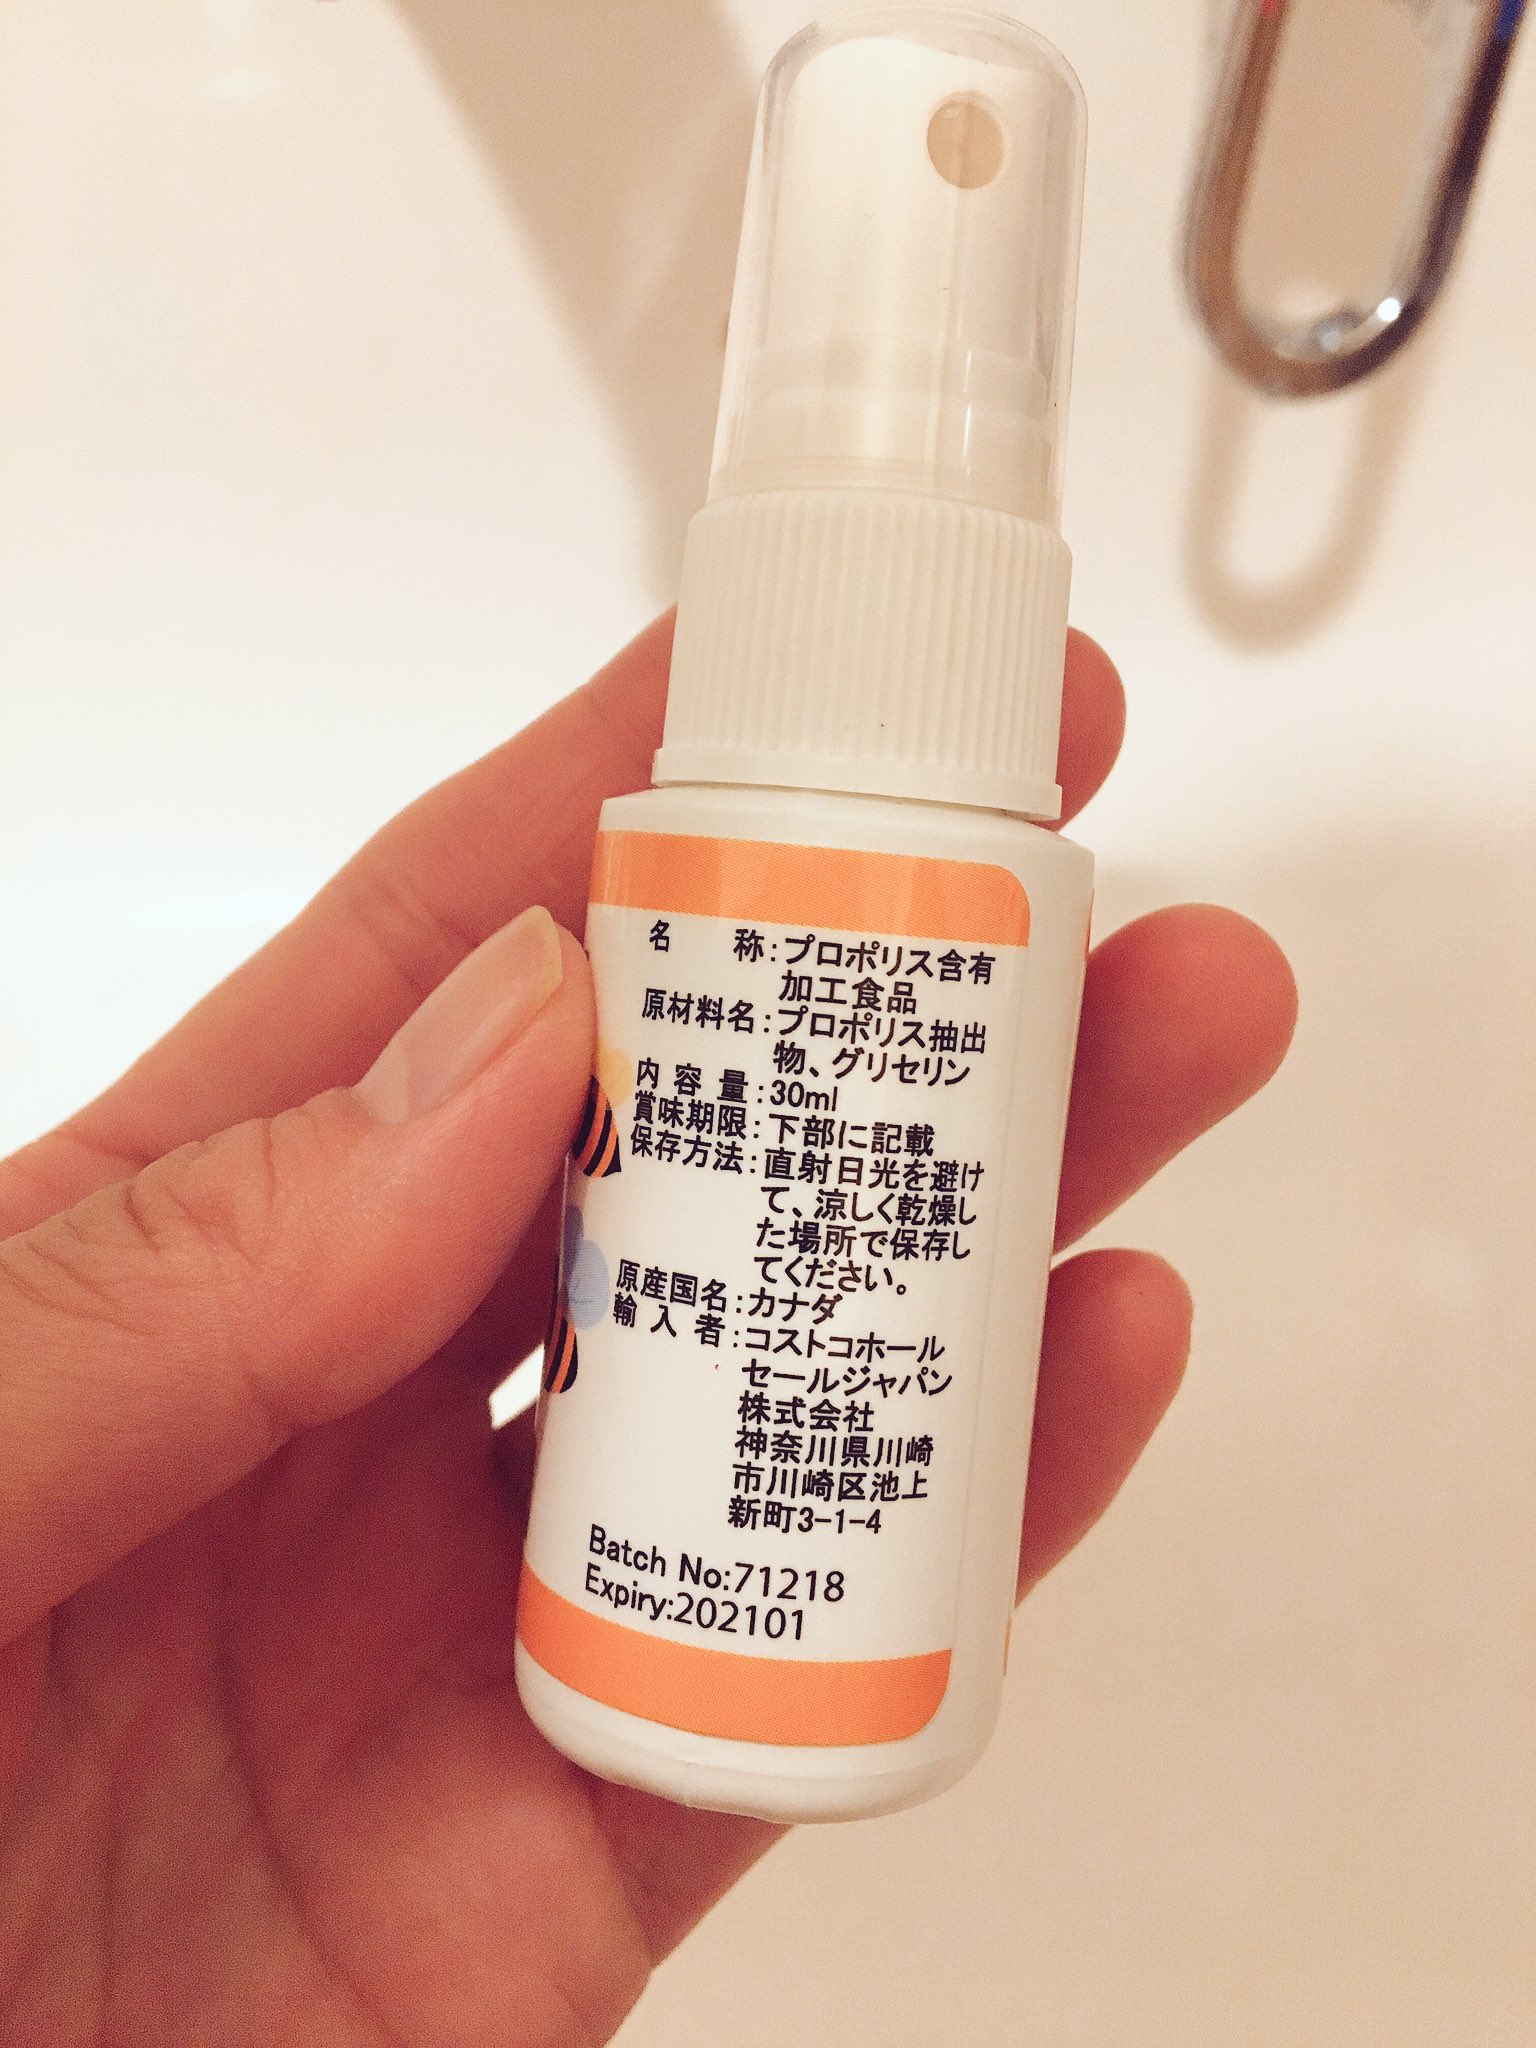 名　　称：プロポリス含有
加工食品
原材料名：プロポリス抽出
物、グリセリン
内 容 量：30ml
賞味期限：下部に記載
保存方法：直射日光を避け
て、涼しく乾燥し
た場所で保存し
てください。
原産国名：カナダ
輸 入 者：コストコホール
セールジャパン
株式会社
神奈川県川崎
市川崎区池上
新町3-1-4
Batch No:71218
Expiry:202101